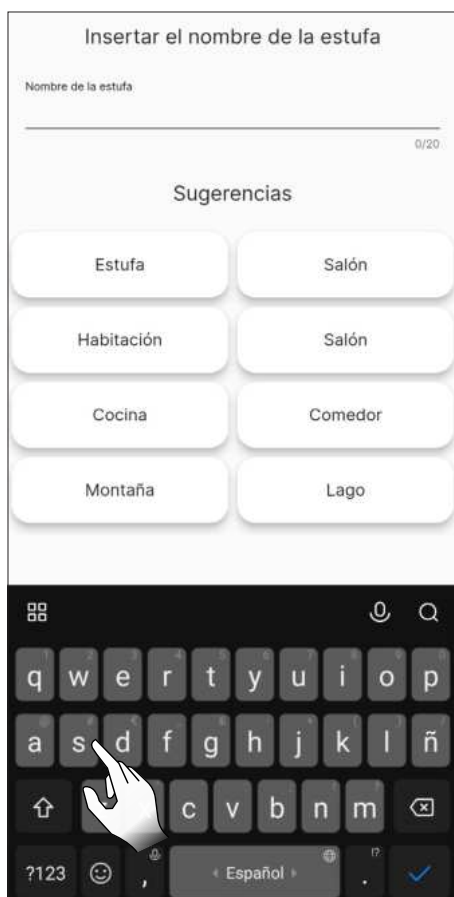 Insertar el nombre de la estufa
Nombre de la estufa
0/20
Sugerencias
Estufa Salón
Habitación Salón
Cocina Comedor
Montaña Lago
q w e r t y u i o p
a s d f g h j k l ñ
c v b n m
?123 , Español .